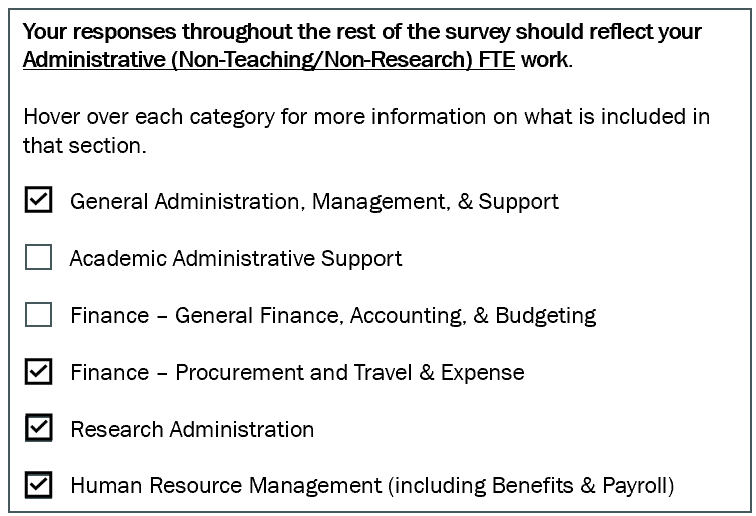 Your responses throughout the rest of the survey should reflect your
Administrative (Non-Teaching/Non-Research) FTE work.
Hover over each category for more information on what is included in
that section.
General Administration, Management, & Support
Academic Administrative Support
Finance – General Finance, Accounting, & Budgeting
Finance – Procurement and Travel & Expense
Research Administration
Human Resource Management (including Benefits & Payroll)